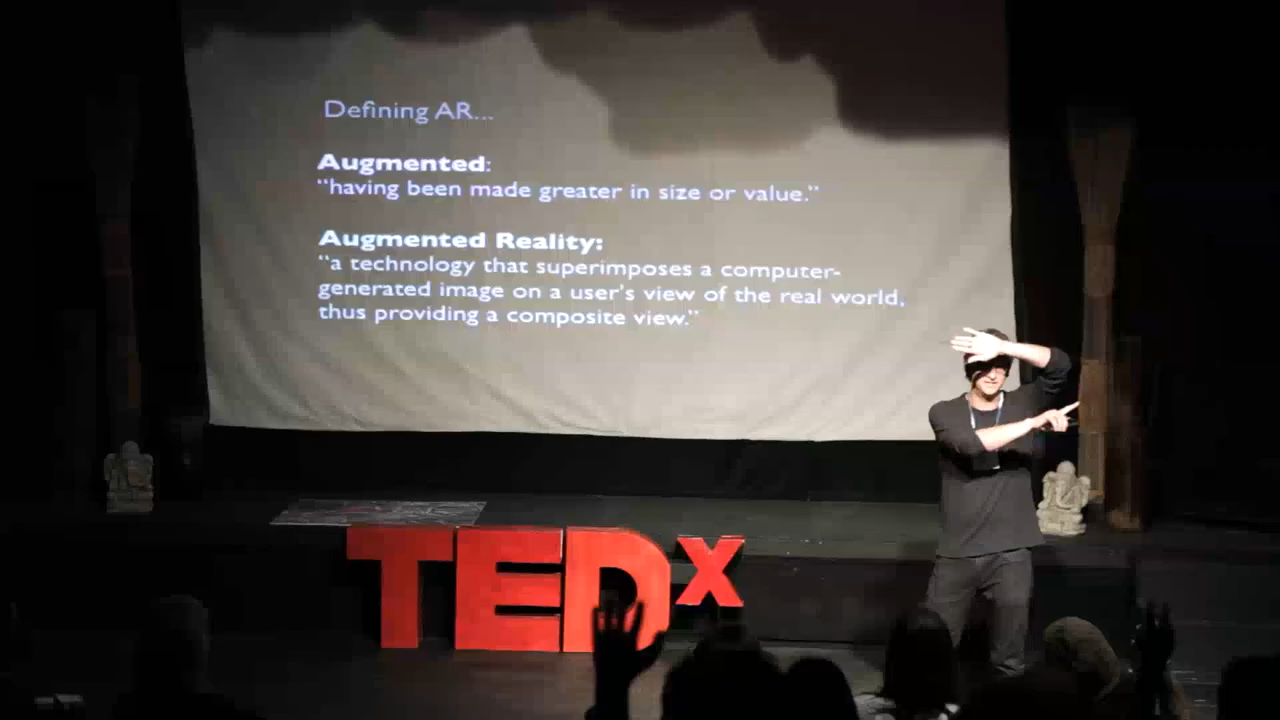 Defining AR...
Augmented:
“having been made greater in size or value.”
Augmented Reality:
“a technology that superimposes a computer-
generated image on a user's view of the real world,
thus providing a composite view.”
TEDx